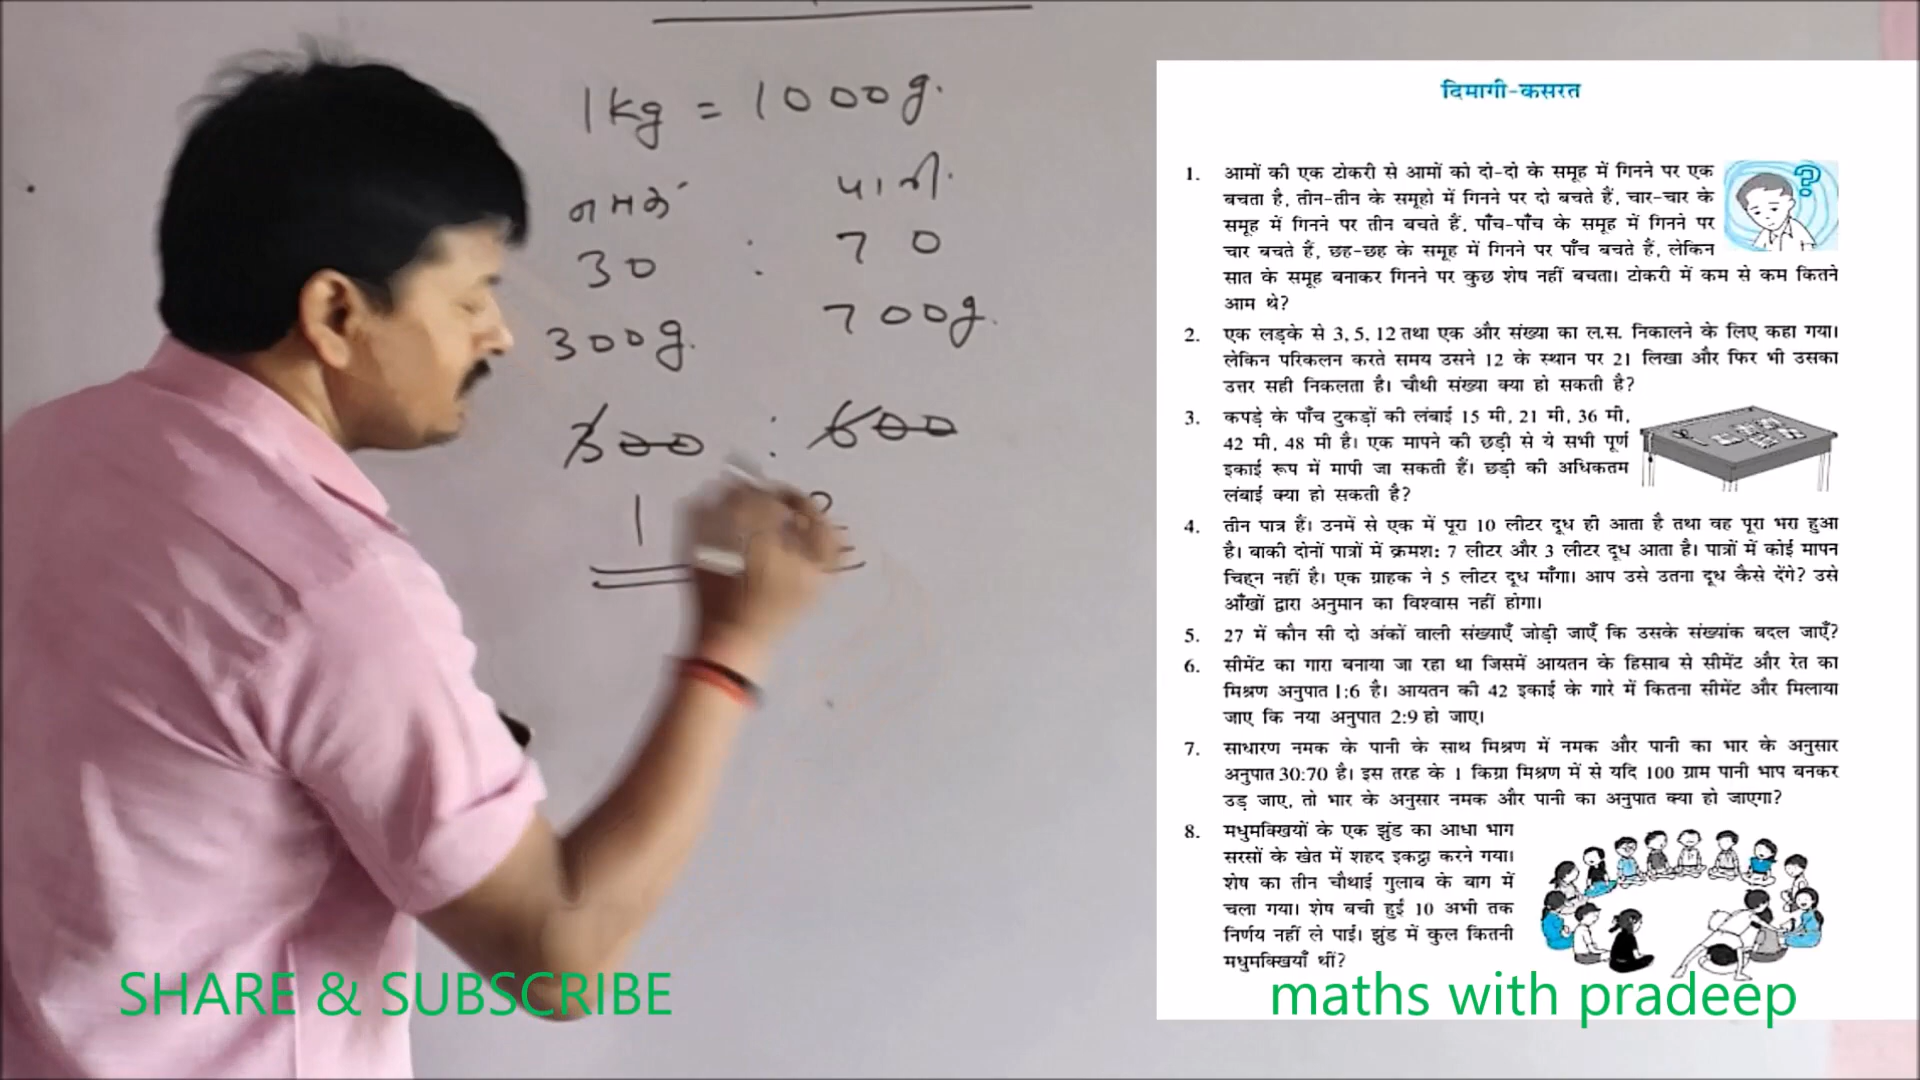 1kg = 1000g.
नमक पानी.
30 : 70
300g. 700g.
300 : 600
1 2
दिमागी-कसरत
1. आमों की एक टोकरी से आमों को दो-दो के समूह में गिनने पर एक
बचता है, तीन-तीन के समूहो में गिनने पर दो बचते हैं, चार-चार के
समूह में गिनने पर तीन बचते हैं, पाँच-पाँच के समूह में गिनने पर
चार बचते हैं, छह-छह के समूह में गिनने पर पाँच बचते हैं, लेकिन
सात के समूह बनाकर गिनने पर कुछ शेष नहीं बचता। टोकरी में कम से कम कितने
आम थे?
2. एक लड़के से 3, 5, 12 तथा एक और संख्या का ल.स. निकालने के लिए कहा गया।
लेकिन परिकलन करते समय उसने 12 के स्थान पर 21 लिखा और फिर भी उसका
उत्तर सही निकलता है। चौथी संख्या क्या हो सकती है?
3. कपड़े के पाँच टुकड़ों की लंबाई 15 मी, 21 मी, 36 मी,
42 मी, 48 मी है। एक मापने की छड़ी से ये सभी पूर्ण
इकाई रूप में मापी जा सकती हैं। छड़ी की अधिकतम
लंबाई क्या हो सकती है?
4. तीन पात्र हैं। उनमें से एक में पूरा 10 लीटर दूध ही आता है तथा वह पूरा भरा हुआ
है। बाकी दोनों पात्रों में क्रमश: 7 लीटर और 3 लीटर दूध आता है। पात्रों में कोई मापन
चिह्न नहीं है। एक ग्राहक ने 5 लीटर दूध माँगा। आप उसे उतना दूध कैसे देंगे? उसे
आँखों द्वारा अनुमान का विश्वास नहीं होगा।
5. 27 में कौन सी दो अंकों वाली संख्याएँ जोड़ी जाएँ कि उसके संख्यांक बदल जाएँ?
6. सीमेंट का गारा बनाया जा रहा था जिसमें आयतन के हिसाब से सीमेंट और रेत का
मिश्रण अनुपात 1:6 है। आयतन की 42 इकाई के गारे में कितना सीमेंट और मिलाया
जाए कि नया अनुपात 2:9 हो जाए।
7. साधारण नमक के पानी के साथ मिश्रण में नमक और पानी का भार के अनुसार
अनुपात 30:70 है। इस तरह के 1 किग्रा मिश्रण में से यदि 100 ग्राम पानी भाप बनकर
उड़ जाए, तो भार के अनुसार नमक और पानी का अनुपात क्या हो जाएगा?
8. मधुमक्खियों के एक झुंड का आधा भाग
सरसों के खेत में शहद इकट्ठा करने गया।
शेष का तीन चौथाई गुलाब के बाग में
चला गया। शेष बची हुई 10 अभी तक
निर्णय नहीं ले पाई। झुंड में कुल कितनी
मधुमक्खियाँ थीं?
SHARE & SUBSCRIBE
maths with pradeep